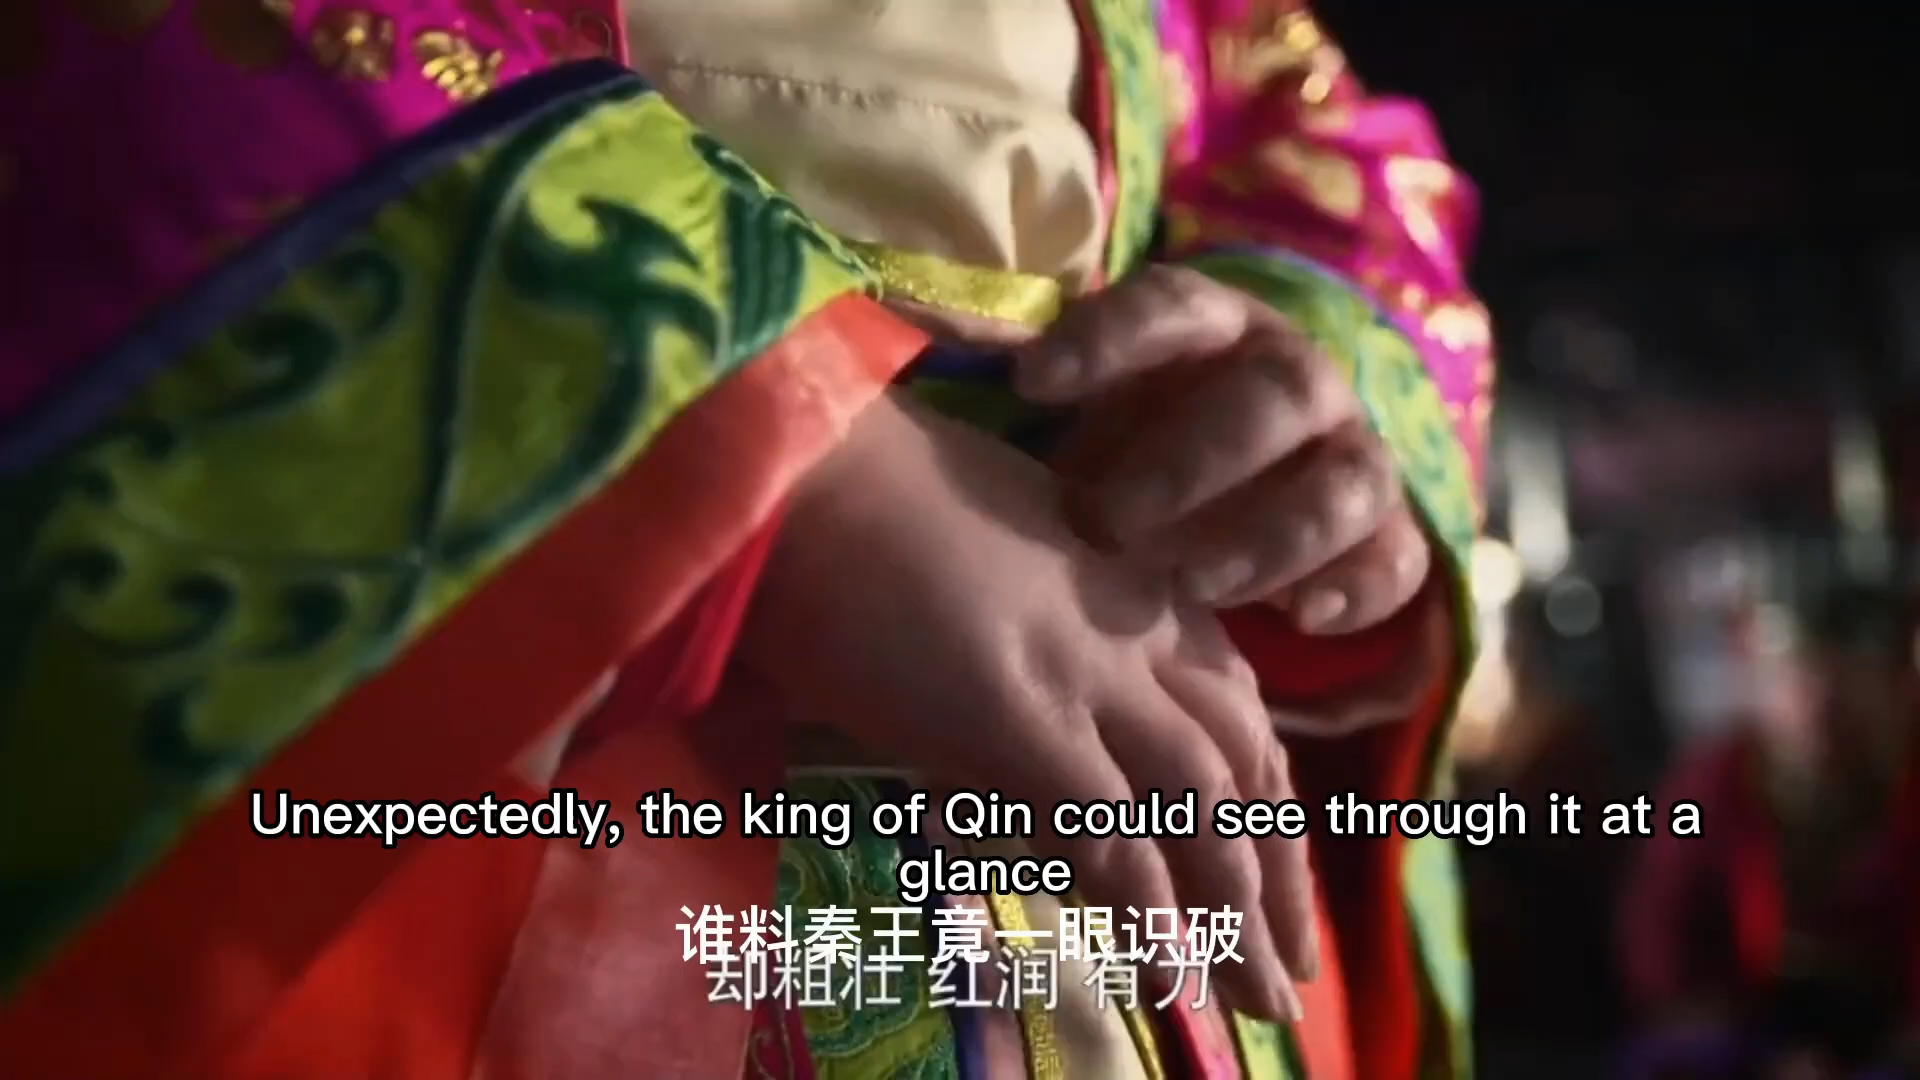 Unexpectedly, the king of Qin could see through it at a
glance
谁料秦王竟一眼识破
却粗壮 红润 有力